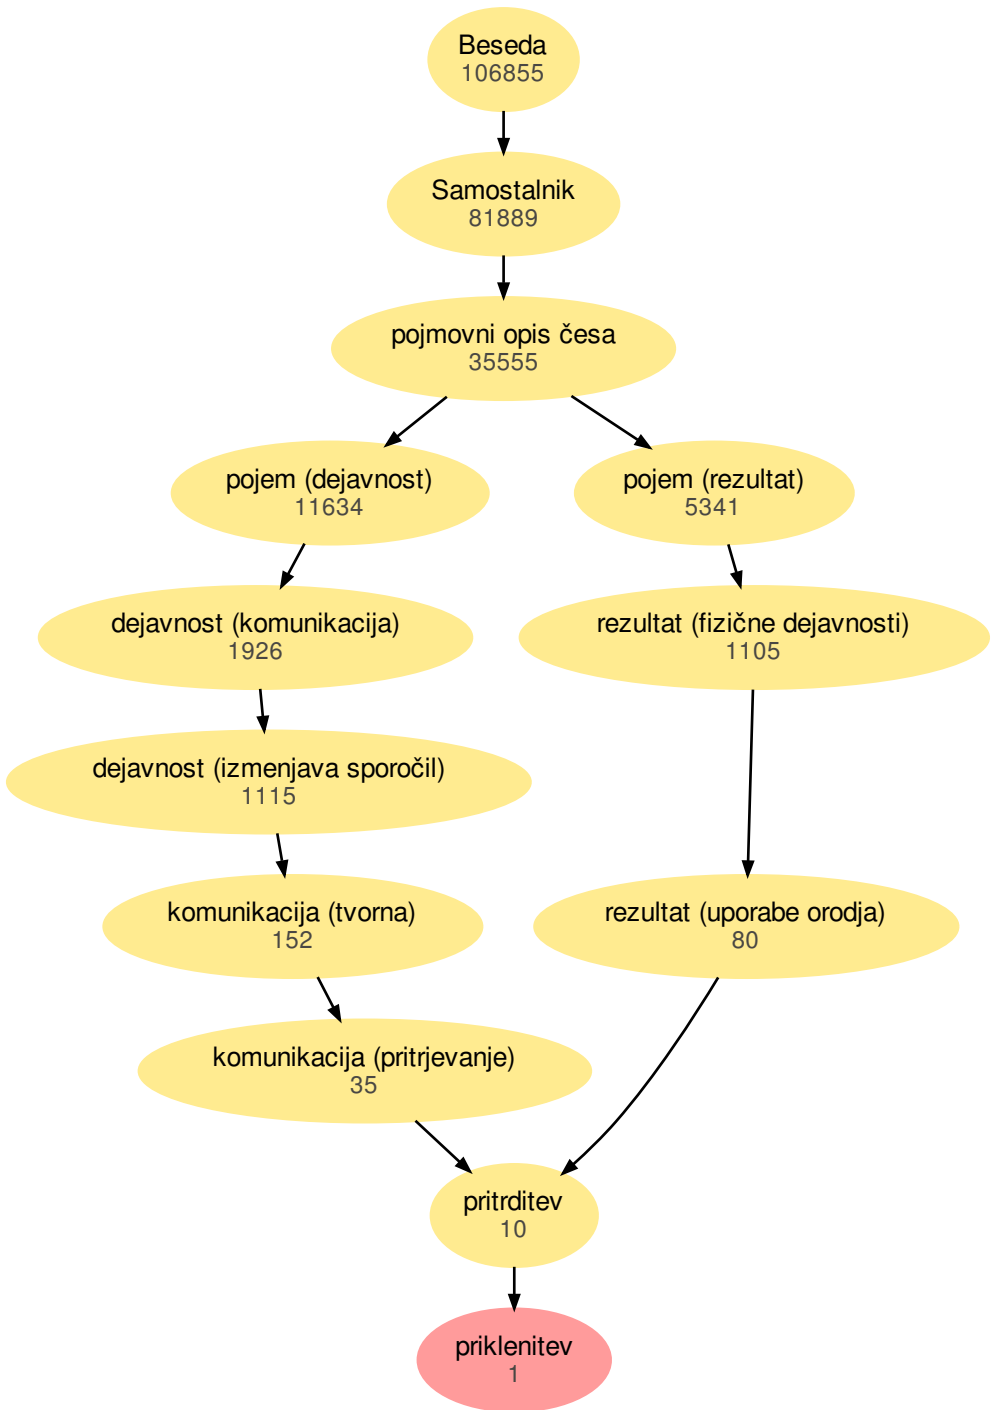 Beseda
106855
Samostalnik
81889
pojmovni opis česa
35555
pojem (dejavnost)
11634
pojem (rezultat)
5341
dejavnost (komunikacija)
1926
rezultat (fizične dejavnosti)
1105
dejavnost (izmenjava sporočil)
1115
komunikacija (tvorna)
152
rezultat (uporabe orodja)
80
komunikacija (pritrjevanje)
35
pritrditev
10
priklenitev
1